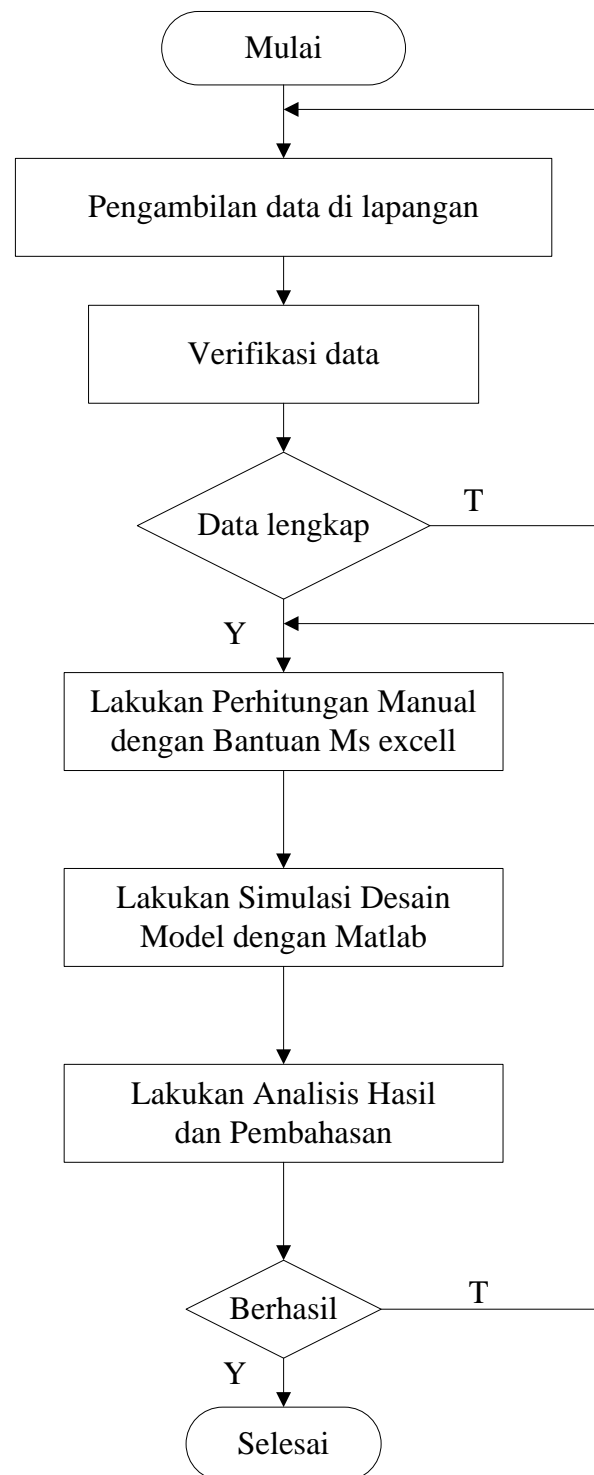 Mulai
Pengambilan data di lapangan
Verifikasi data
Data lengkap
T
Y
Lakukan Perhitungan Manual
dengan Bantuan Ms excell
Lakukan Simulasi Desain
Model dengan Matlab
Lakukan Analisis Hasil
dan Pembahasan
Berhasil
T
Y
Selesai